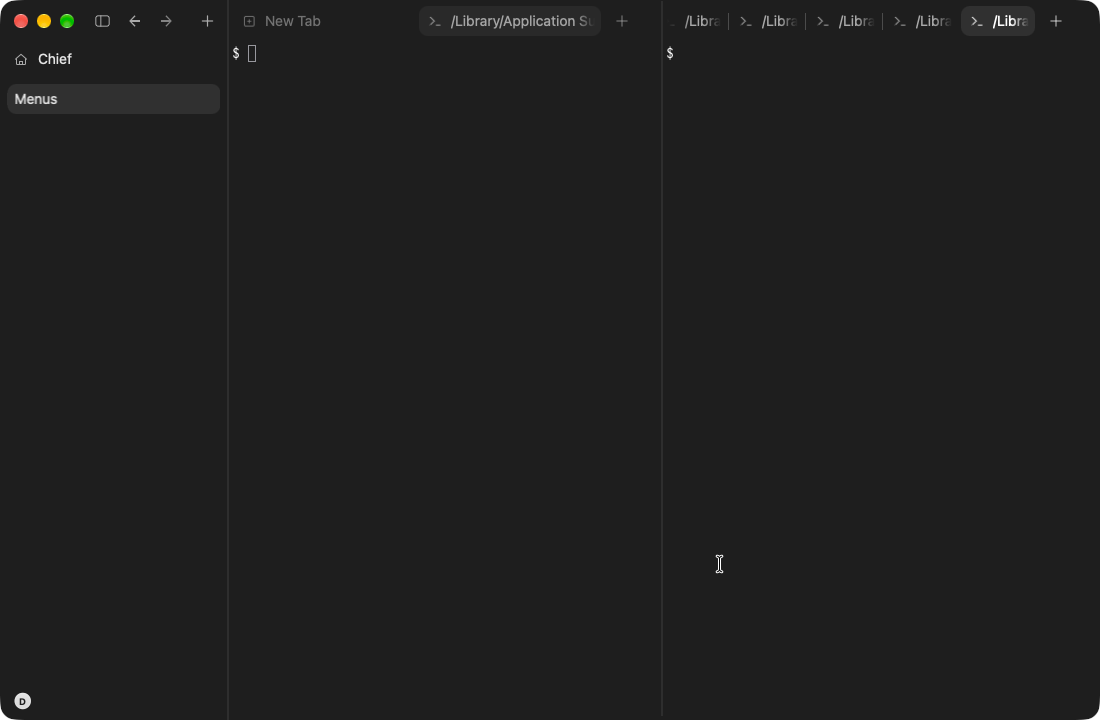 New Tab
/Library/Application Su
/Libra
/Libra
/Libra
/Libra
/Libra
Chief
Menus
$
$
D